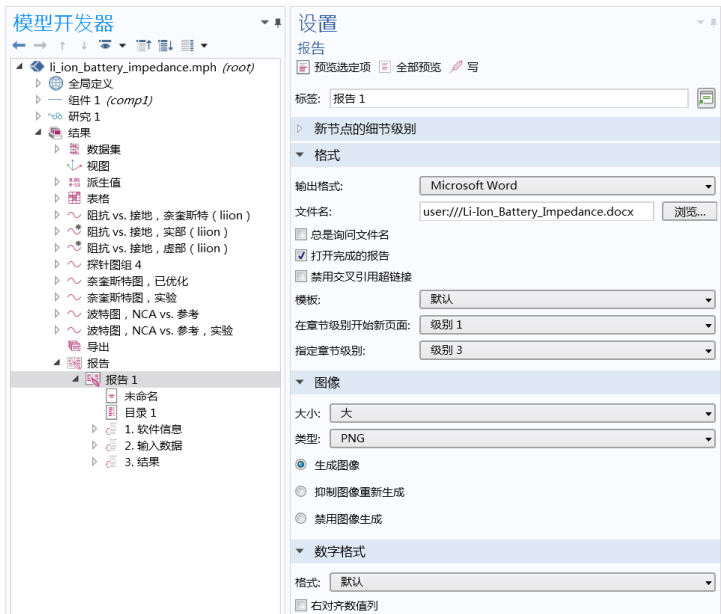 模型开发器
li_ion_battery_impedance.mph (root)
全局定义
组件 1 (comp1)
研究 1
结果
数据集
视图
派生值
表格
阻抗 vs. 接地，奈奎斯特 ( liion )
阻抗 vs. 接地，实部 ( liion )
阻抗 vs. 接地，虚部 ( liion )
探针图组 4
奈奎斯特图，已优化
奈奎斯特图，实验
波特图，NCA vs. 参考
波特图，NCA vs. 参考，实验
导出
报告
报告 1
未命名
目录 1
1. 软件信息
2. 输入数据
3. 结果
设置
报告
预览选定项 全部预览 写
标签: 报告 1
新节点的细节级别
格式
输出格式: Microsoft Word
文件名: user:///Li-Ion_Battery_Impedance.docx 浏览...
总是询问文件名
打开完成的报告
禁用交叉引用超链接
模板: 默认
在章节级别开始新页面: 级别 1
指定章节级别: 级别 3
图像
大小: 大
类型: PNG
生成图像
抑制图像重新生成
禁用图像生成
数字格式
格式: 默认
右对齐数值列